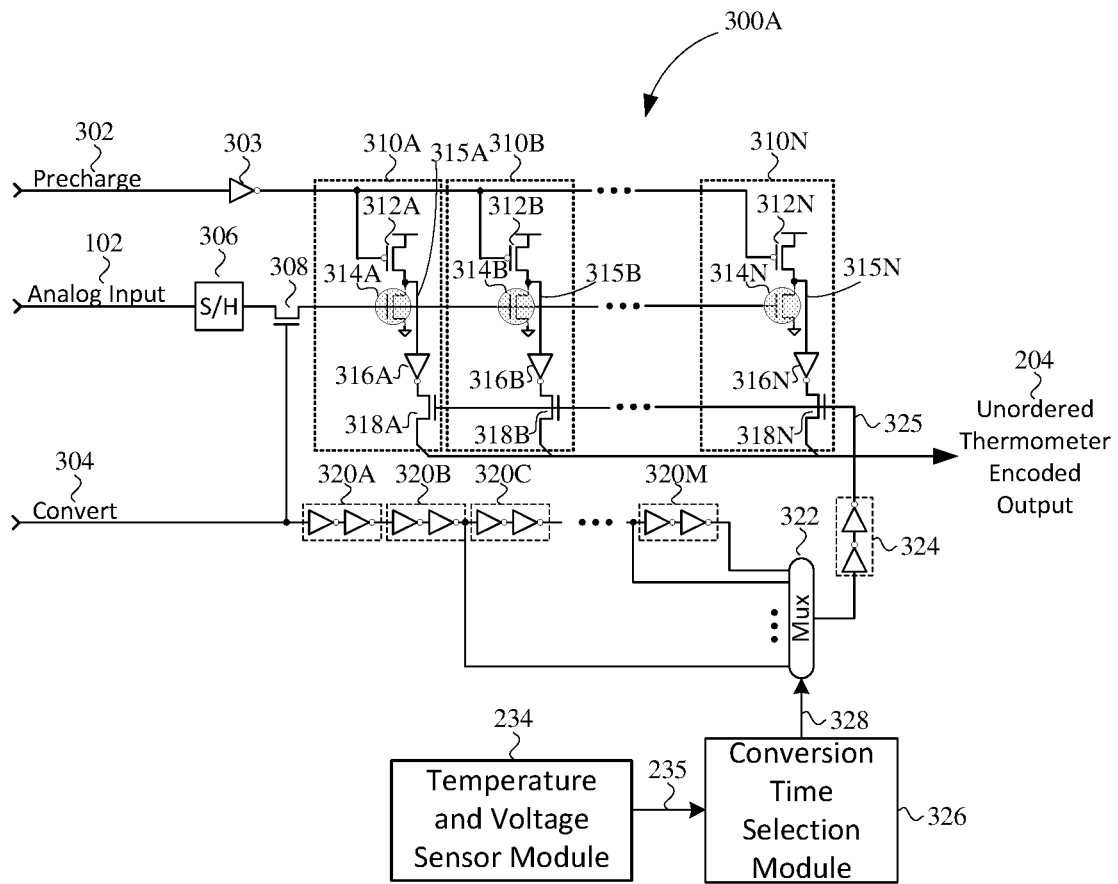 300A
302
303
310A
315A
310B
310N
Precharge
312A
312B
312N
102
306
308
314A
314B
315B
314N
315N
Analog Input
S/H
316A
316B
316N
204
318A
318B
318N
325
Unordered
Thermometer
Encoded
Output
304
Convert
320A
320B
320C
320M
322
324
Mux
234
328
Temperature
and Voltage
Sensor Module
235
Conversion
Time
Selection
Module
326